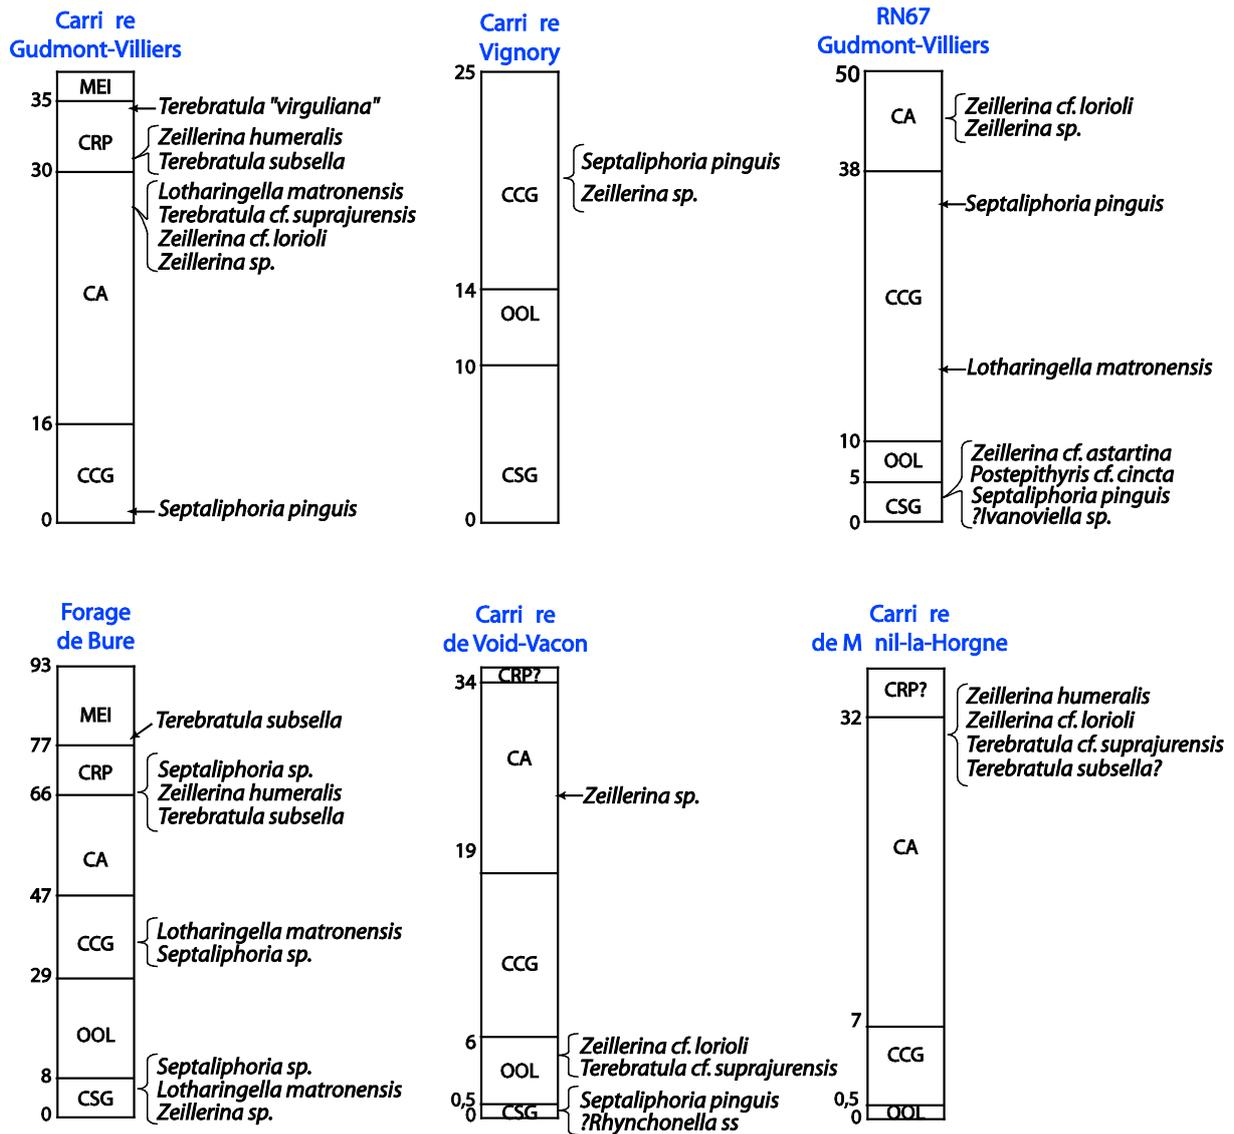 Carri re
Gudmont-Villiers
MEI
35
Terebratula "virguliana"
CRP
Zeillerina humeralis
Terebratula subsella
30
Lotharingella matronensis
Terebratula cf. suprajurensis
Zeillerina cf. lorioli
Zeillerina sp.
CA
16
CCG
Septaliphoria pinguis
0
Carri re
Vignory
25
Septaliphoria pinguis
CCG
Zeillerina sp.
14
OOL
10
CSG
0
RN67
Gudmont-Villiers
50
CA
Zeillerina cf. lorioli
Zeillerina sp.
38
Septaliphoria pinguis
CCG
Lotharingella matronensis
10
OOL
Zeillerina cf. astartina
Postepithyris cf. cincta
5
Septaliphoria pinguis
CSG
?Ivanoviella sp.
0
Forage
de Bure
93
MEI
Terebratula subsella
77
CRP
Septaliphoria sp.
Zeillerina humeralis
66
Terebratula subsella
CA
47
Lotharingella matronensis
CCG
Septaliphoria sp.
29
OOL
8
Septaliphoria sp.
Lotharingella matronensis
CSG
Zeillerina sp.
0
Carri re
de Void-Vacon
CRP?
34
CA
Zeillerina sp.
19
CCG
6
Zeillerina cf. lorioli
OOL
Terebratula cf. suprajurensis
0,5
Septaliphoria pinguis
CSG
0
?Rhynchonella ss
Carri re
de M nil-la-Horgne
CRP?
Zeillerina humeralis
32
Zeillerina cf. lorioli
Terebratula cf. suprajurensis
Terebratula subsella?
CA
7
CCG
0,5
OOL
0